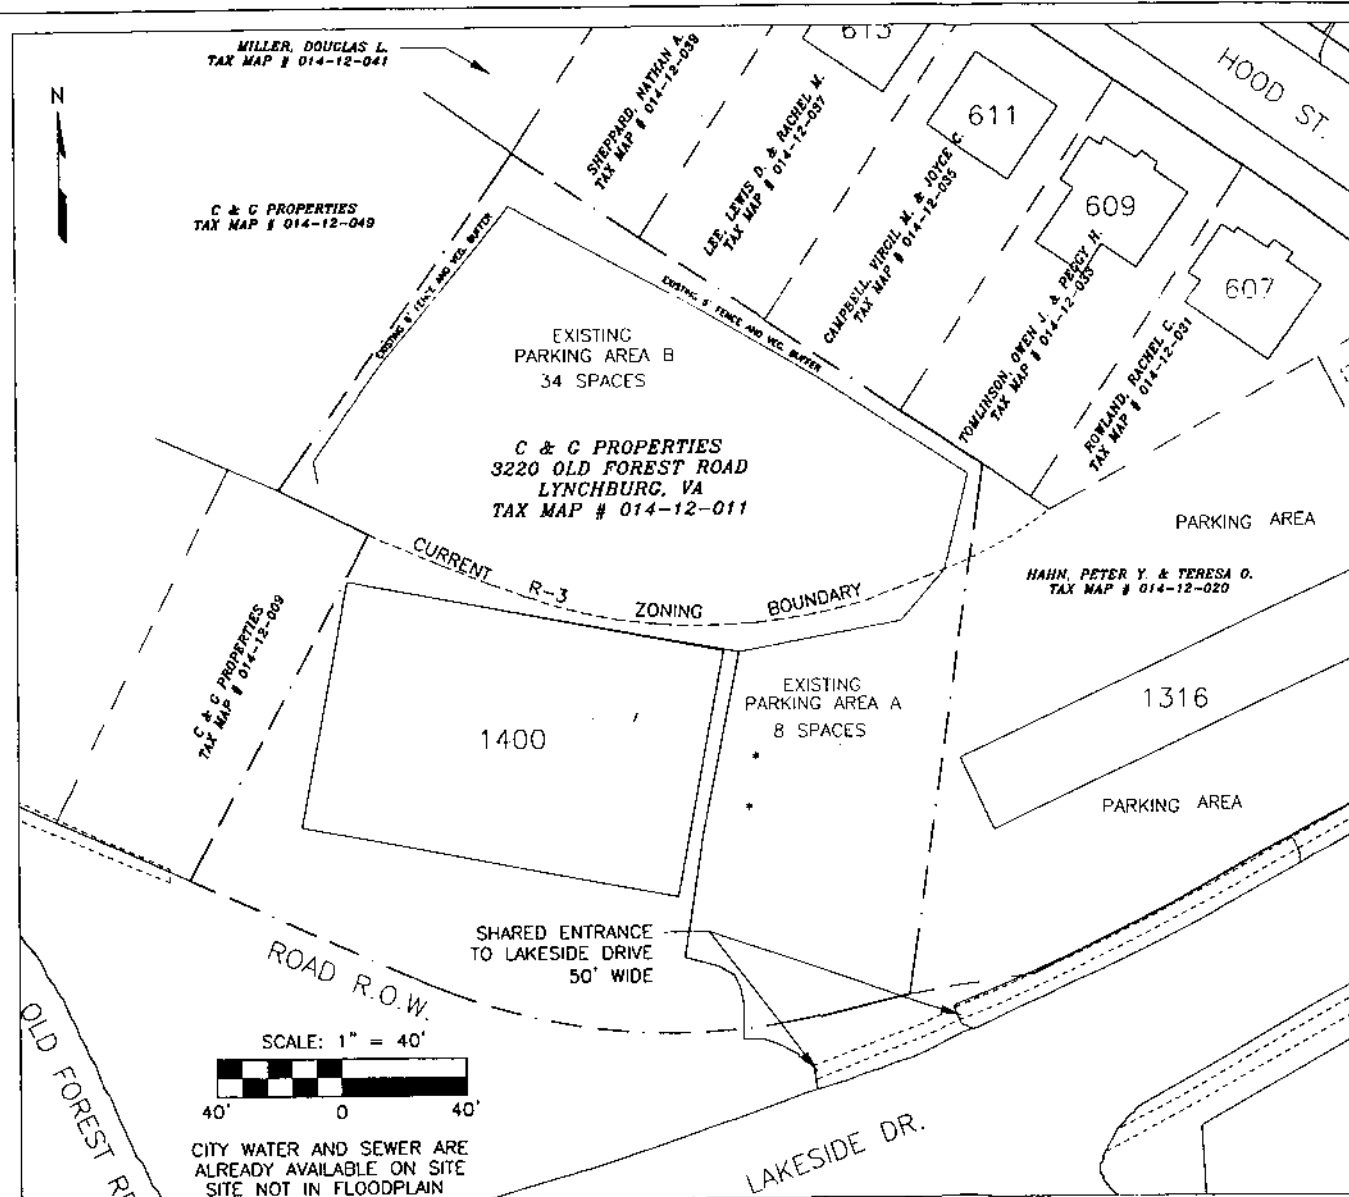 MILLER, DOUGLAS L.
TAX MAP # 014-12-041
N
C & G PROPERTIES
TAX MAP # 014-12-049
SHEPPARD, NATHAN A.
TAX MAP # 014-12-039
LEE, LEWIS D. & RACHEL M.
TAX MAP # 014-12-037
CAMPBELL, VIRGIL M. & JOYCE C.
TAX MAP # 014-12-035
TOMLINSON, OWEN J. & PEGGY H.
TAX MAP # 014-12-033
ROWLAND, RACHEL C.
TAX MAP # 014-12-031
613
611
609
607
HOOD ST.
EXISTING 6' FENCE AND VEG. BUFFER
EXISTING 6' FENCE AND VEG. BUFFER
EXISTING
PARKING AREA B
34 SPACES
C & G PROPERTIES
3220 OLD FOREST ROAD
LYNCHBURG, VA
TAX MAP # 014-12-011
PARKING AREA
HAHN, PETER Y. & TERESA O.
TAX MAP # 014-12-020
CURRENT R-3 ZONING BOUNDARY
C & G PROPERTIES
TAX MAP # 014-12-009
1400
EXISTING
PARKING AREA A
8 SPACES
*
*
1316
PARKING AREA
SHARED ENTRANCE
TO LAKESIDE DRIVE
50' WIDE
ROAD R.O.W.
OLD FOREST
SCALE: 1" = 40'
40' 0 40'
CITY WATER AND SEWER ARE
ALREADY AVAILABLE ON SITE
SITE NOT IN FLOODPLAIN
LAKESIDE DR.